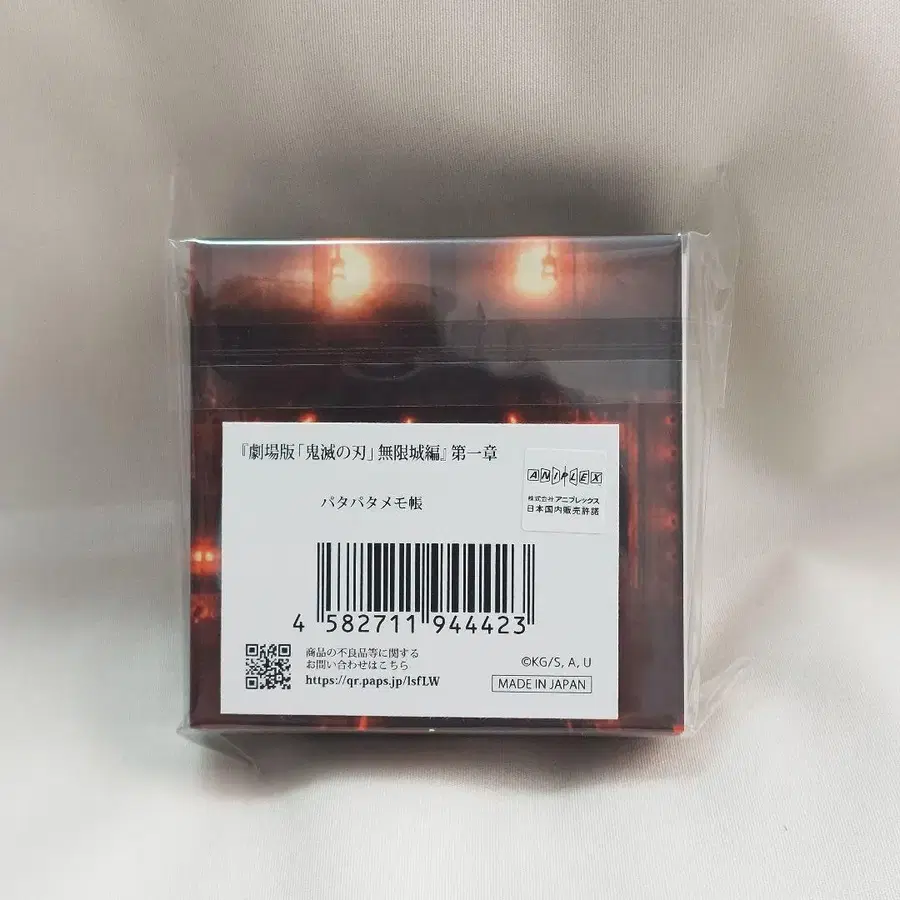 『劇場版「鬼滅の刃」無限城編』第一章
パタパタメモ帳
ANIPLEX
株式会社アニプレックス
日本国内販売許諾
4 582711 944423
商品の不良品等に関する
お問い合わせはこちら
https://qr.paps.jp/lsfLW
©KG/S, A, U
MADE IN JAPAN